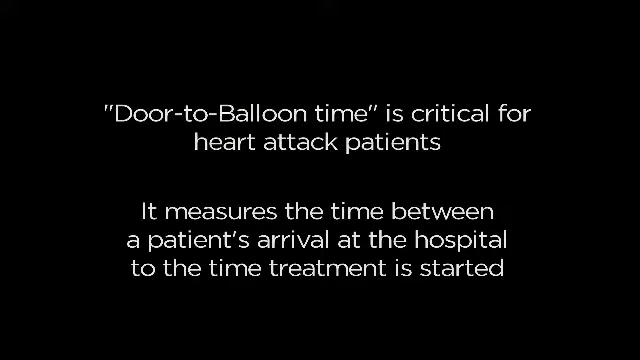 "Door-to-Balloon time" is critical for
heart attack patients
It measures the time between
a patient's arrival at the hospital
to the time treatment is started